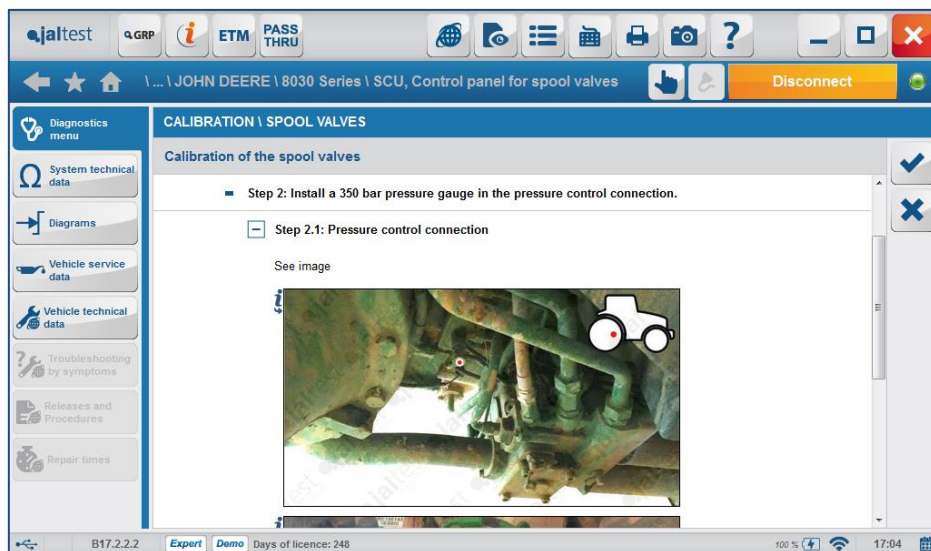 jaltest
GRP
i
ETM
PASS
THRU
?
\ ... \ JOHN DEERE \ 8030 Series \ SCU, Control panel for spool valves
Disconnect
Diagnostics
menu
System technical
data
Diagrams
Vehicle service
data
Vehicle technical
data
Troubleshooting
by symptoms
Releases and
Procedures
Repair times
CALIBRATION \ SPOOL VALVES
Calibration of the spool valves
Step 2: Install a 350 bar pressure gauge in the pressure control connection.
Step 2.1: Pressure control connection
See image
B17.2.2.2
Expert
Demo
Days of licence: 248
100 %
17:04